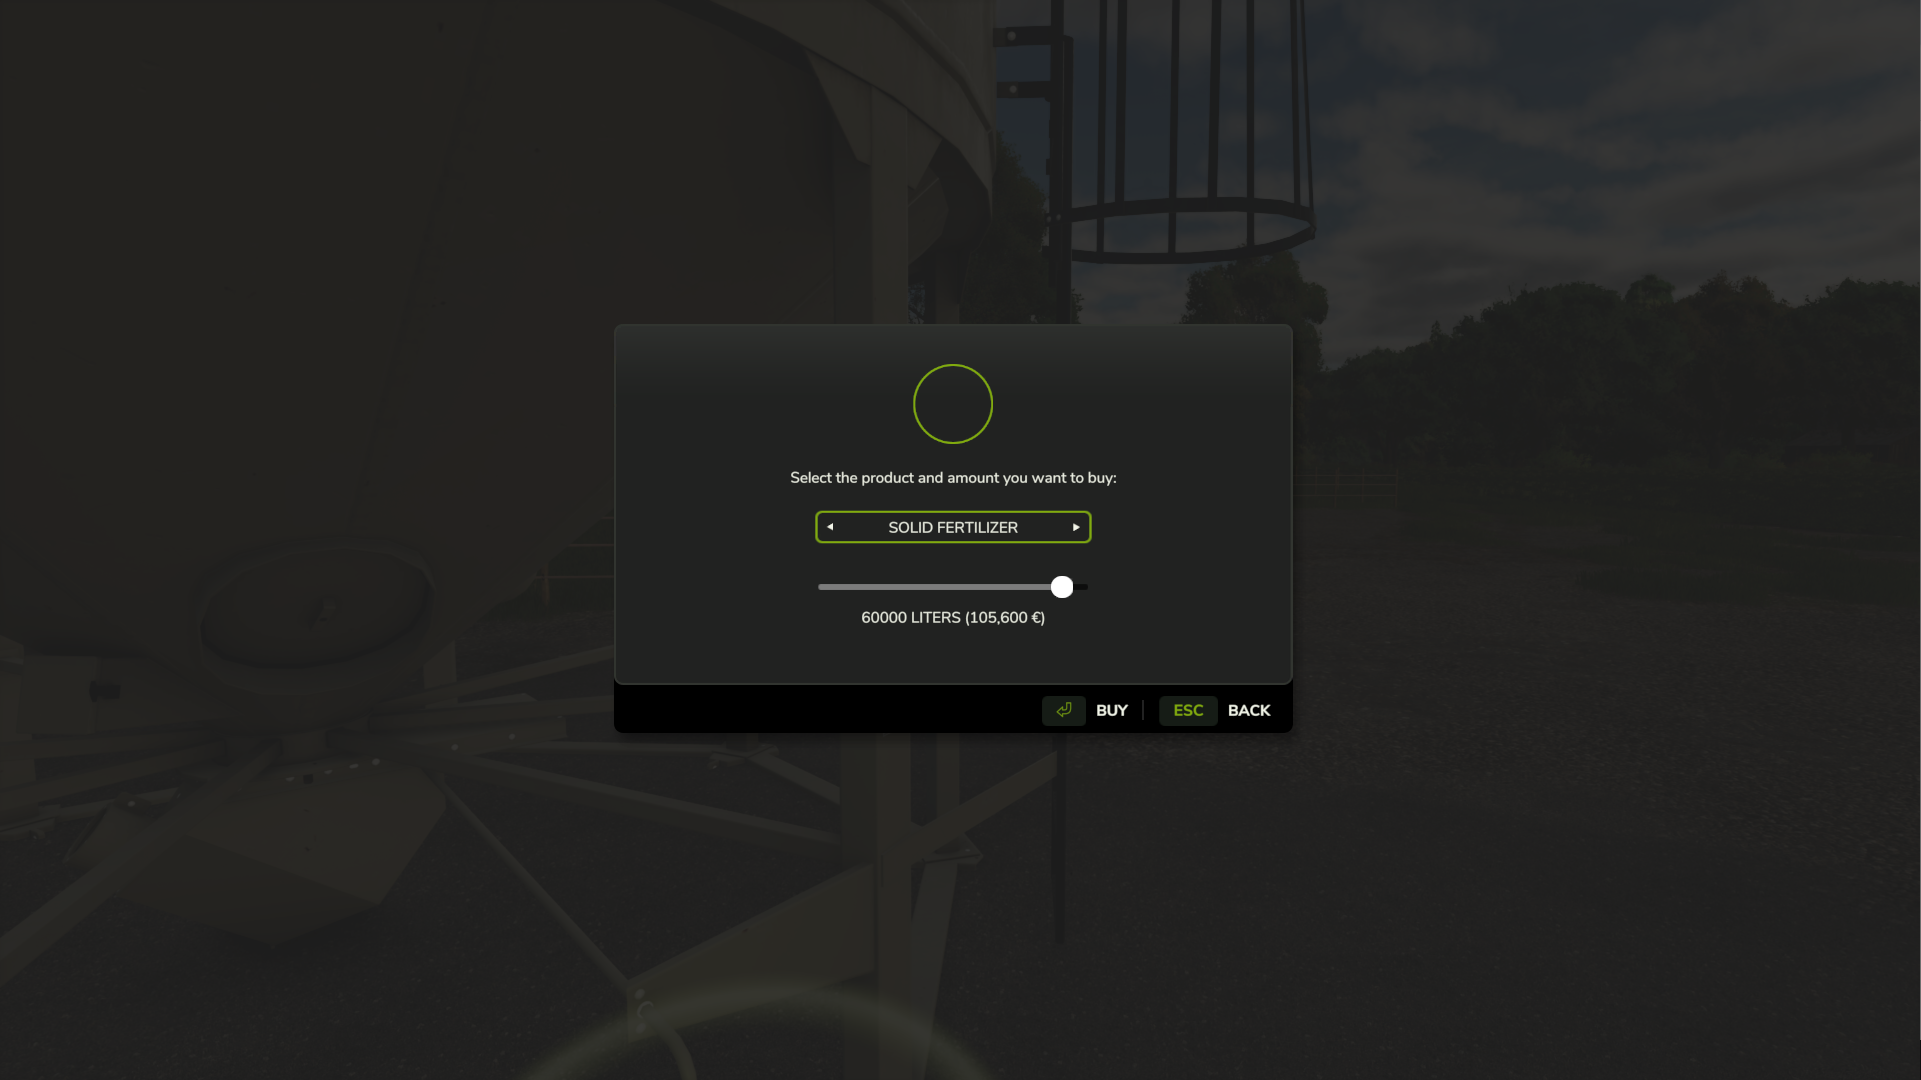 Select the product and amount you want to buy:
SOLID FERTILIZER
60000 LITERS (105,600 €)
BUY
ESC
BACK